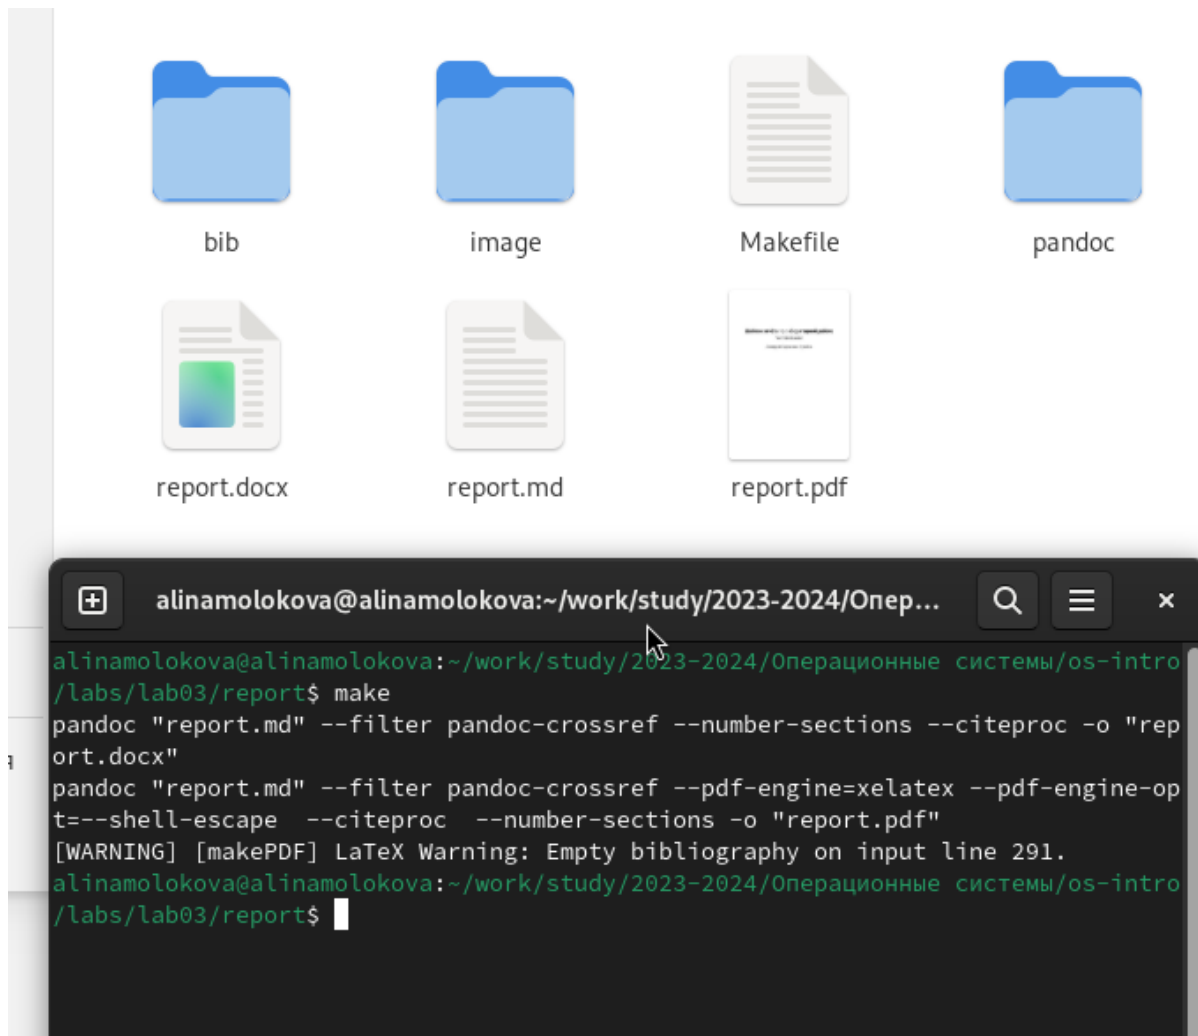 bib
image
Makefile
pandoc
report.docx
report.md
report.pdf
alinamolokova@alinamolokova:~/work/study/2023-2024/Опер...
alinamolokova@alinamolokova:~/work/study/2023-2024/Операционные системы/os-intro
/labs/lab03/report$ make
pandoc "report.md" --filter pandoc-crossref --number-sections --citeproc -o "rep
ort.docx"
pandoc "report.md" --filter pandoc-crossref --pdf-engine=xelatex --pdf-engine-op
t=--shell-escape  --citeproc  --number-sections -o "report.pdf"
[WARNING] [makePDF] LaTeX Warning: Empty bibliography on input line 291.
alinamolokova@alinamolokova:~/work/study/2023-2024/Операционные системы/os-intro
/labs/lab03/report$
я